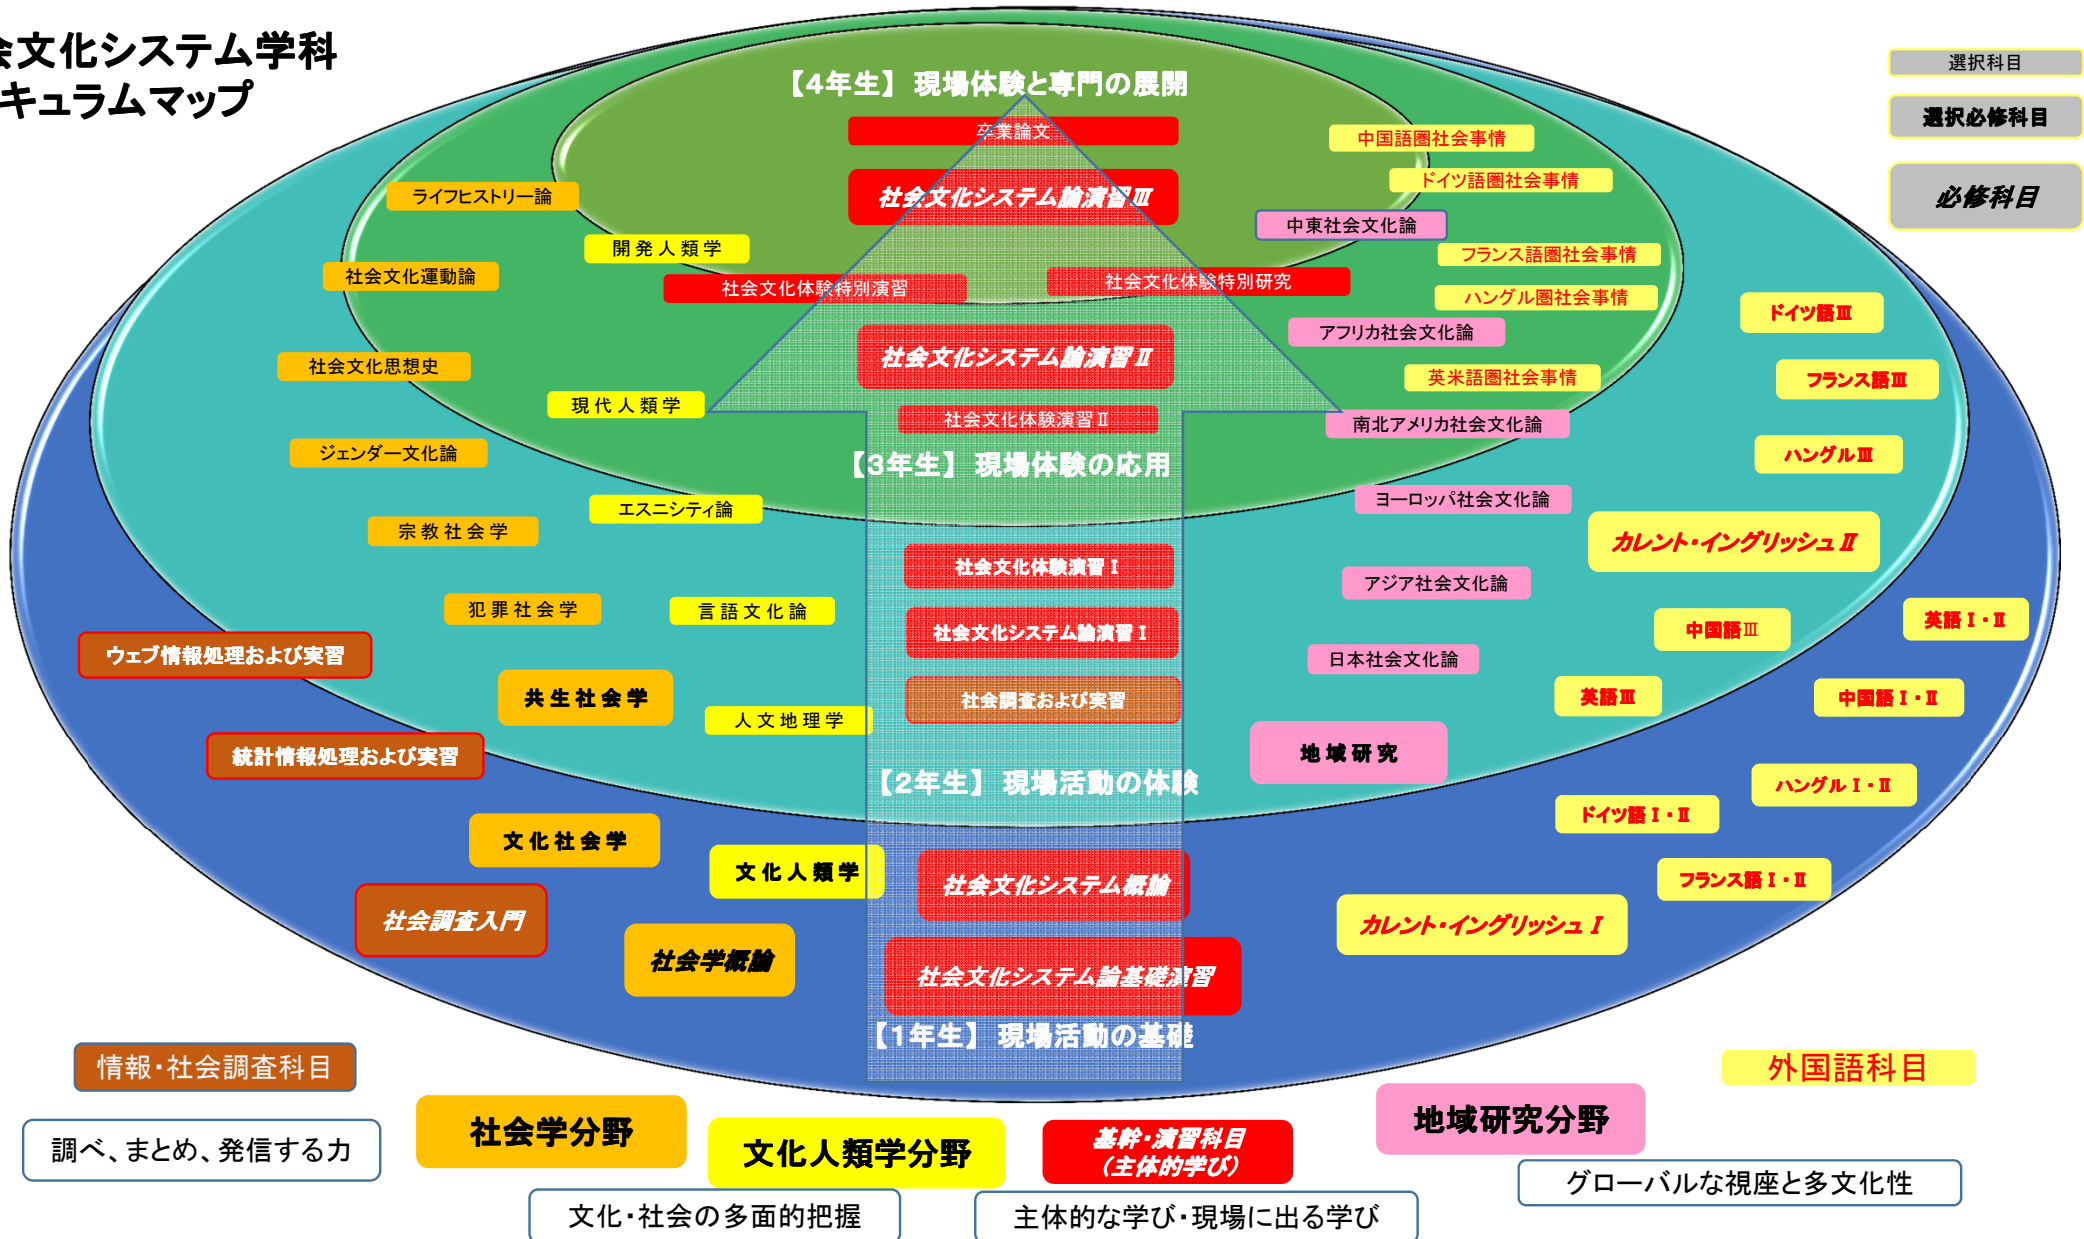 会文化システム学科
キュラムマップ
選択科目
選択必修科目
必修科目
【4年生】 現場体験と専門の展開
卒業論文
社会文化システム論演習Ⅲ
中国語圏社会事情
ドイツ語圏社会事情
ライフヒストリー論
中東社会文化論
開発人類学
フランス語圏社会事情
社会文化運動論
社会文化体験特別演習
社会文化体験特別研究
ハングル圏社会事情
ドイツ語Ⅲ
アフリカ社会文化論
社会文化思想史
社会文化システム論演習Ⅱ
英米語圏社会事情
フランス語Ⅲ
現代人類学
社会文化体験演習Ⅱ
南北アメリカ社会文化論
ジェンダー文化論
【3年生】 現場体験の応用
ハングルⅢ
エスニシティ論
ヨーロッパ社会文化論
宗教社会学
カレント・イングリッシュⅡ
社会文化体験演習Ⅰ
アジア社会文化論
犯罪社会学
言語文化論
社会文化システム論演習Ⅰ
中国語Ⅲ
英語Ⅰ・Ⅱ
ウェブ情報処理および実習
日本社会文化論
共生社会学
社会調査および実習
英語Ⅲ
中国語Ⅰ・Ⅱ
人文地理学
統計情報処理および実習
地域研究
【2年生】 現場活動の体験
ハングルⅠ・Ⅱ
ドイツ語Ⅰ・Ⅱ
文化社会学
文化人類学
社会文化システム概論
フランス語Ⅰ・Ⅱ
社会調査入門
カレント・イングリッシュⅠ
社会学概論
社会文化システム論基礎演習
【1年生】 現場活動の基礎
情報・社会調査科目
外国語科目
社会学分野
文化人類学分野
基幹・演習科目
(主体的学び)
地域研究分野
調べ、まとめ、発信する力
文化・社会の多面的把握
主体的な学び・現場に出る学び
グローバルな視座と多文化性